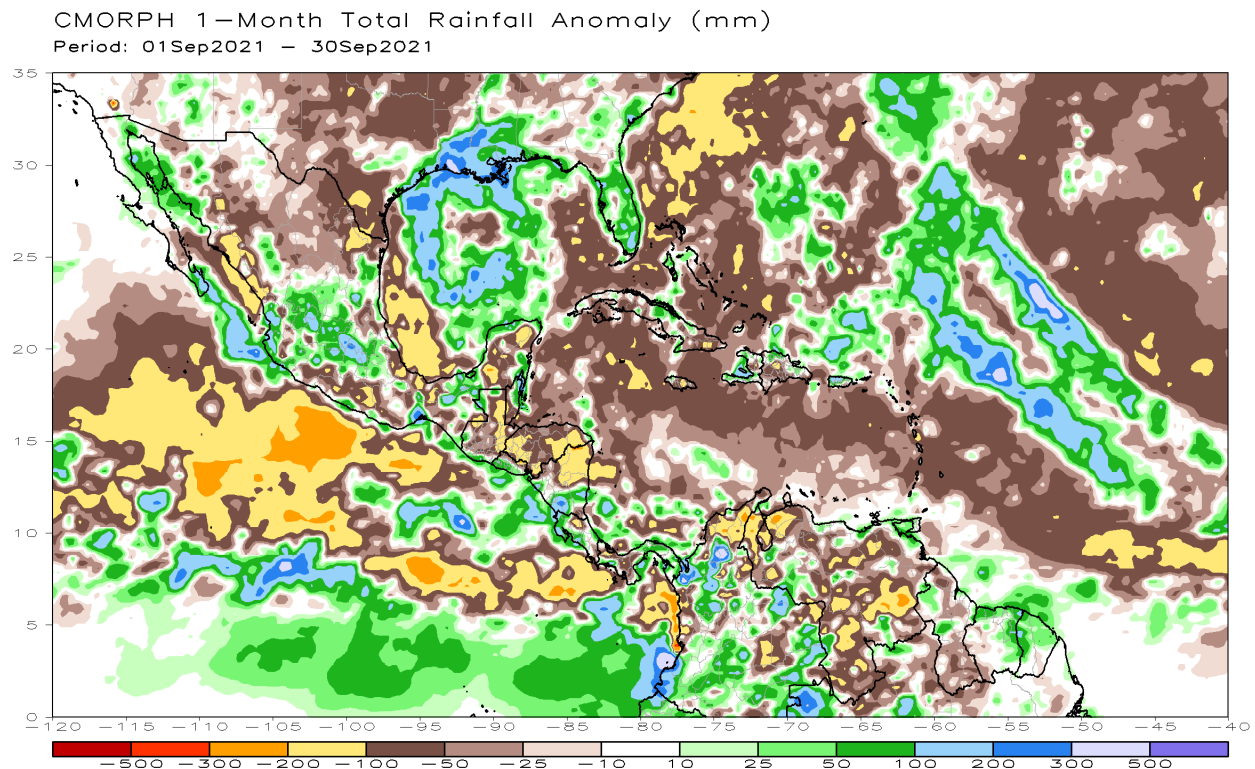 CMORPH 1-Month Total Rainfall Anomaly (mm)
Period: 01Sep2021 - 30Sep2021
35
30
25
20
15
10
5
0
-120 -115 -110 -105 -100 -95 -90 -85 -80 -75 -70 -65 -60 -55 -50 -45 -40
-500 -300 -200 -100 -50 -25 -10 10 25 50 100 200 300 500